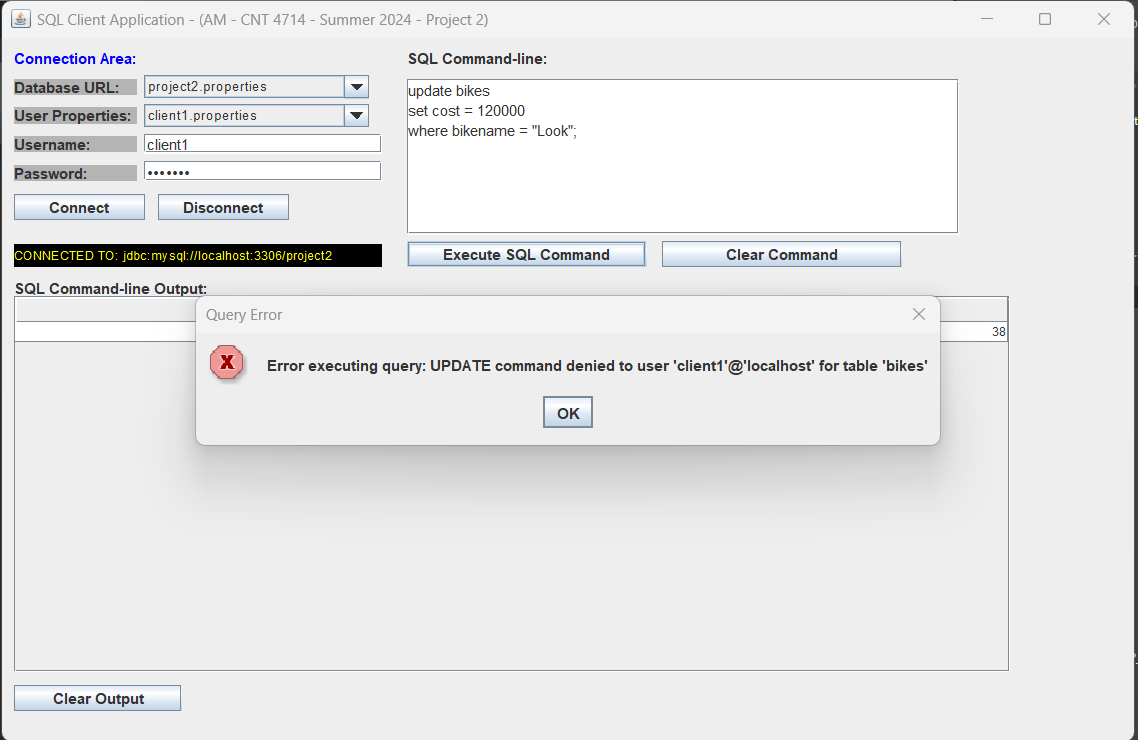 SQL Client Application - (AM - CNT 4714 - Summer 2024 - Project 2)
Connection Area:
Database URL: project2.properties
User Properties: client1.properties
Username: client1
Password: •••••••
Connect Disconnect
CONNECTED TO: jdbc:mysql://localhost:3306/project2
SQL Command-line:
update bikes
set cost = 120000
where bikename = "Look";
Execute SQL Command Clear Command
SQL Command-line Output:
38
Query Error
X
Error executing query: UPDATE command denied to user 'client1'@'localhost' for table 'bikes'
OK
Clear Output